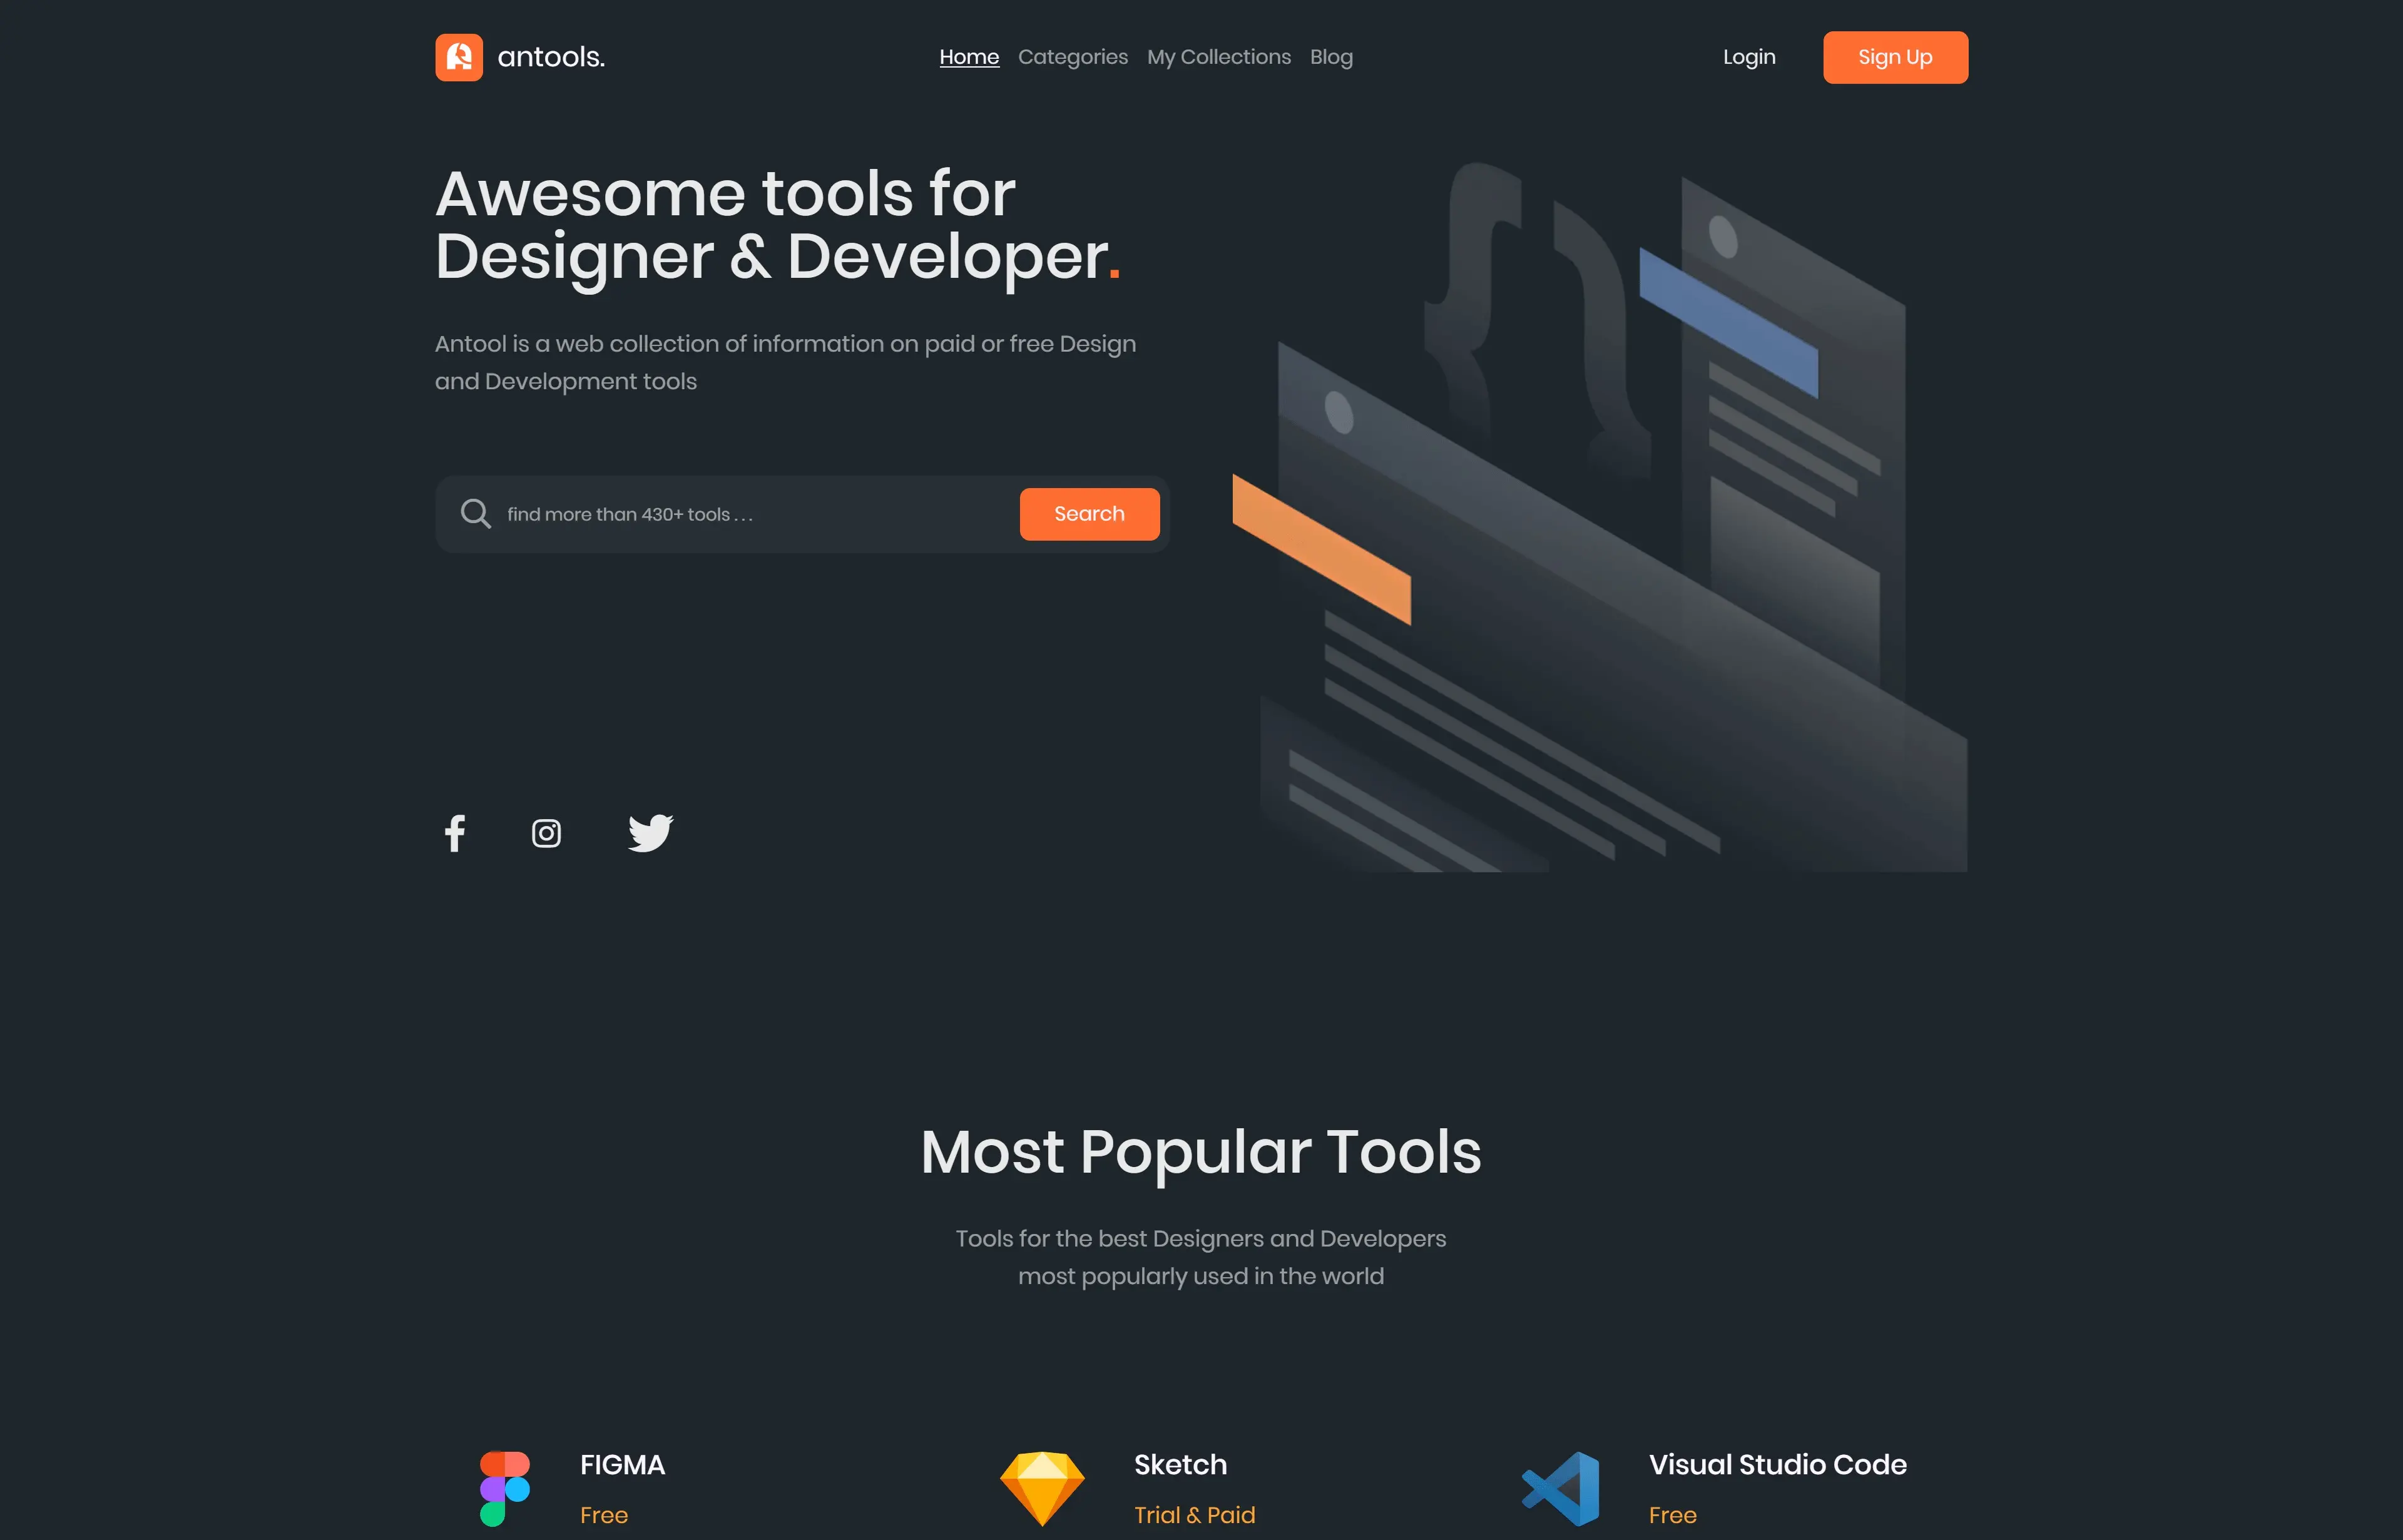 antools.
Home Categories My Collections Blog
Login
Sign Up
Awesome tools for
Designer & Developer.
Antool is a web collection of information on paid or free Design
and Development tools
find more than 430+ tools . . .
Search
{ }
Most Popular Tools
Tools for the best Designers and Developers
most popularly used in the world
FIGMA
Free
Sketch
Trial & Paid
Visual Studio Code
Free